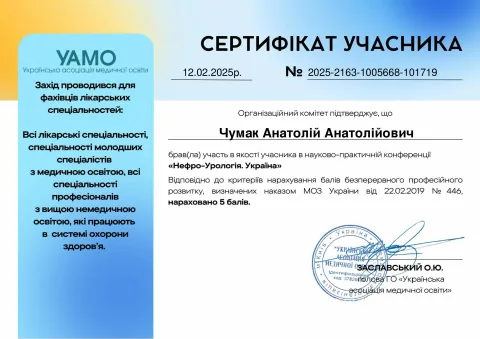 УАМО
Українська асоціація медичної освіти
Захід проводився для
фахівців лікарських
спеціальностей:
Всі лікарські спеціальності,
спеціальності молодших
спеціалістів
з медичною освітою, всі
спеціальності
професіоналів
з вищою немедичною
освітою, які працюють
в системі охорони
здоров'я.
СЕРТИФІКАТ УЧАСНИКА
12.02.2025р. № 2025-2163-1005668-101719
Організаційний комітет підтверджує, що
Чумак Анатолій Анатолійович
брав(ла) участь в якості учасника в науково-практичній конференції
«Нефро-Урологія. Україна»
Відповідно до критеріїв нарахування балів безперервного професійного
розвитку, визначених наказом МОЗ України від 22.02.2019 № 446,
нараховано 5 балів.
ЗАСЛАВСЬКИЙ О.Ю.
голова ГО «Українська
асоціація медичної освіти»